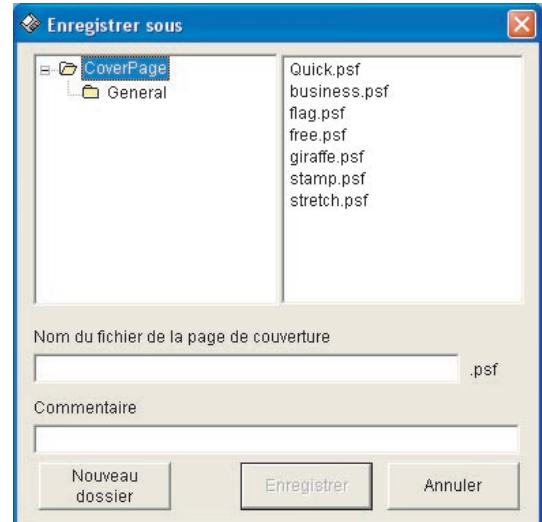 Enregistrer sous
CoverPage
General
Quick.psf
business.psf
flag.psf
free.psf
giraffe.psf
stamp.psf
stretch.psf
Nom du fichier de la page de couverture
.psf
Commentaire
Nouveau
dossier
Enregistrer
Annuler